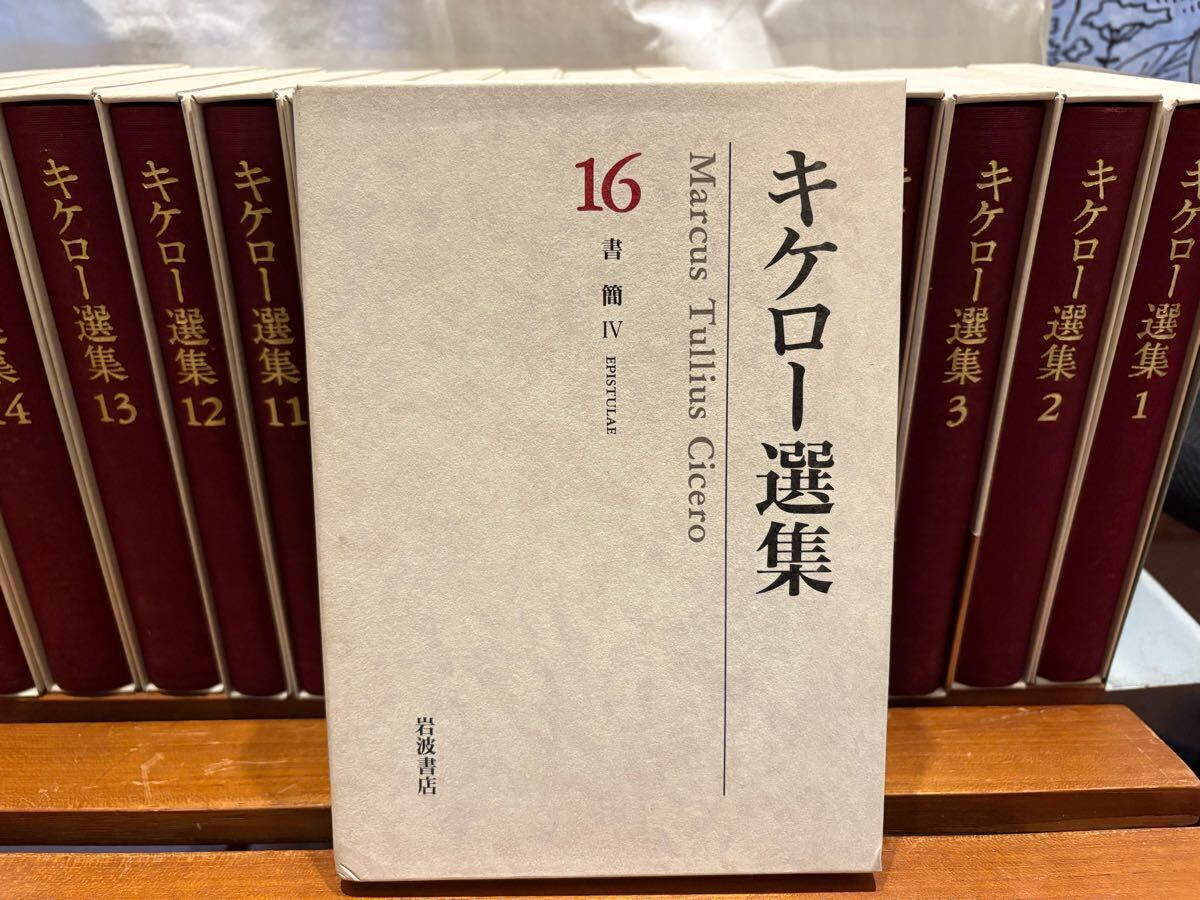 キケロー選集
Marcus Tullius Cicero
16
書簡 IV EPISTULAE
岩波書店
キケロー選集 1
キケロー選集 2
キケロー選集 3
キケロー選集 11
キケロー選集 12
キケロー選集 13
集 14